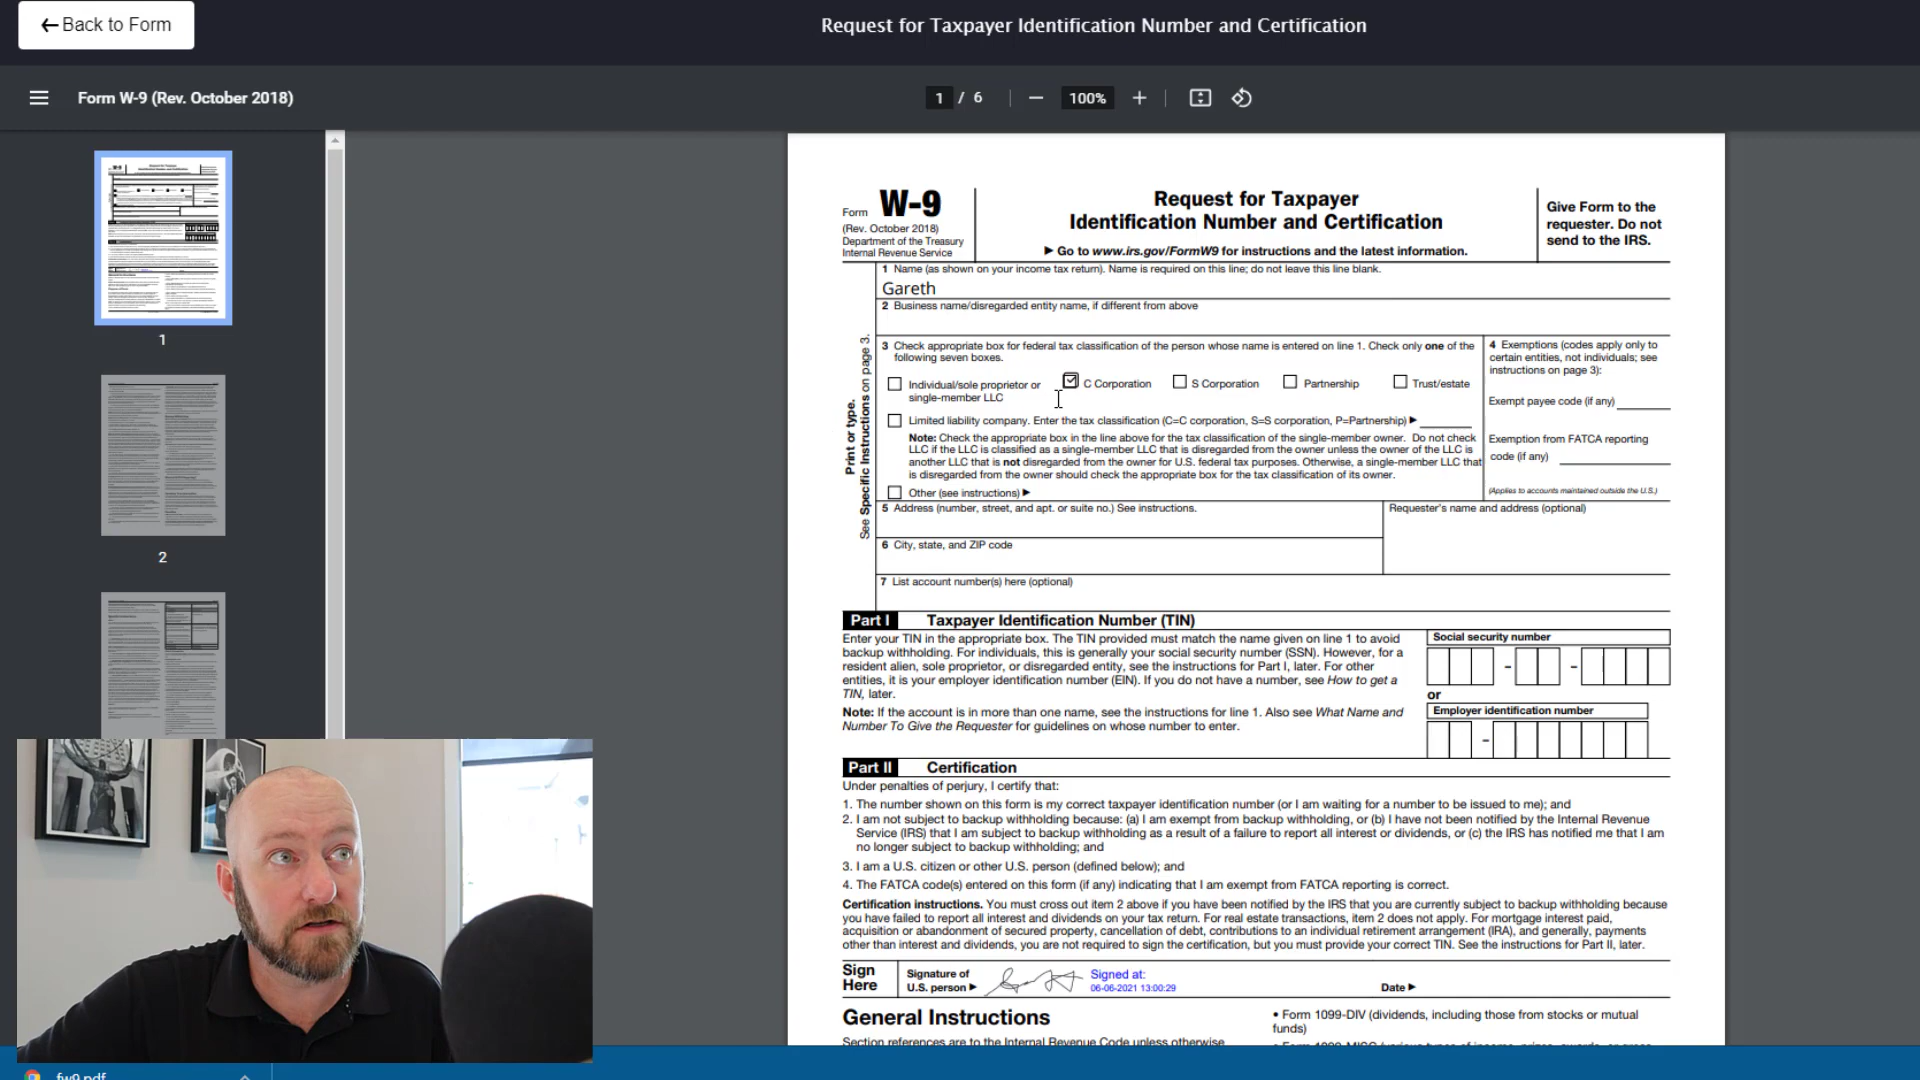 Back to Form
Request for Taxpayer Identification Number and Certification
Form W-9 (Rev. October 2018)
1 / 6
100%
1
2
Form W-9
(Rev. October 2018)
Department of the Treasury
Internal Revenue Service
Request for Taxpayer
Identification Number and Certification
▶ Go to www.irs.gov/FormW9 for instructions and the latest information.
Give Form to the
requester. Do not
send to the IRS.
Print or type.
See Specific Instructions on page 3.
1 Name (as shown on your income tax return). Name is required on this line; do not leave this line blank.
Gareth
2 Business name/disregarded entity name, if different from above
3 Check appropriate box for federal tax classification of the person whose name is entered on line 1. Check only one of the
following seven boxes.
Individual/sole proprietor or
single-member LLC
C Corporation
S Corporation
Partnership
Trust/estate
Limited liability company. Enter the tax classification (C=C corporation, S=S corporation, P=Partnership) ▶
Note: Check the appropriate box in the line above for the tax classification of the single-member owner. Do not check
LLC if the LLC is classified as a single-member LLC that is disregarded from the owner unless the owner of the LLC is
another LLC that is not disregarded from the owner for U.S. federal tax purposes. Otherwise, a single-member LLC that
is disregarded from the owner should check the appropriate box for the tax classification of its owner.
Other (see instructions) ▶
4 Exemptions (codes apply only to
certain entities, not individuals; see
instructions on page 3):
Exempt payee code (if any)
Exemption from FATCA reporting
code (if any)
(Applies to accounts maintained outside the U.S.)
5 Address (number, street, and apt. or suite no.) See instructions.
Requester's name and address (optional)
6 City, state, and ZIP code
7 List account number(s) here (optional)
Part I Taxpayer Identification Number (TIN)
Enter your TIN in the appropriate box. The TIN provided must match the name given on line 1 to avoid
backup withholding. For individuals, this is generally your social security number (SSN). However, for a
resident alien, sole proprietor, or disregarded entity, see the instructions for Part I, later. For other
entities, it is your employer identification number (EIN). If you do not have a number, see How to get a
TIN, later.
Note: If the account is in more than one name, see the instructions for line 1. Also see What Name and
Number To Give the Requester for guidelines on whose number to enter.
Social security number
or
Employer identification number
Part II Certification
Under penalties of perjury, I certify that:
1. The number shown on this form is my correct taxpayer identification number (or I am waiting for a number to be issued to me); and
2. I am not subject to backup withholding because: (a) I am exempt from backup withholding, or (b) I have not been notified by the Internal Revenue
Service (IRS) that I am subject to backup withholding as a result of a failure to report all interest or dividends, or (c) the IRS has notified me that I am
no longer subject to backup withholding; and
3. I am a U.S. citizen or other U.S. person (defined below); and
4. The FATCA code(s) entered on this form (if any) indicating that I am exempt from FATCA reporting is correct.
Certification instructions. You must cross out item 2 above if you have been notified by the IRS that you are currently subject to backup withholding because
you have failed to report all interest and dividends on your tax return. For real estate transactions, item 2 does not apply. For mortgage interest paid,
acquisition or abandonment of secured property, cancellation of debt, contributions to an individual retirement arrangement (IRA), and generally, payments
other than interest and dividends, you are not required to sign the certification, but you must provide your correct TIN. See the instructions for Part II, later.
Sign
Here
Signature of
U.S. person ▶
Signed at:
06-06-2021 13:00:29
Date ▶
General Instructions
Section references are to the Internal Revenue Code unless otherwise
• Form 1099-DIV (dividends, including those from stocks or mutual
funds)
fw9.pdf